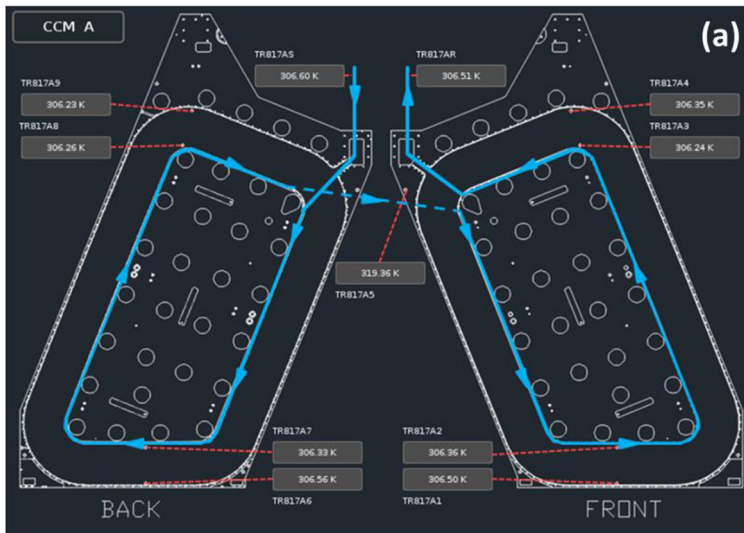 CCM A
(a)
TR817AS
306.60 K
TR817AR
306.51 K
TR817A9
306.23 K
TR817A8
306.26 K
TR817A4
306.35 K
TR817A3
306.24 K
319.36 K
TR817A5
TR817A7
306.33 K
306.56 K
TR817A6
TR817A2
306.36 K
306.50 K
TR817A1
BACK
FRONT